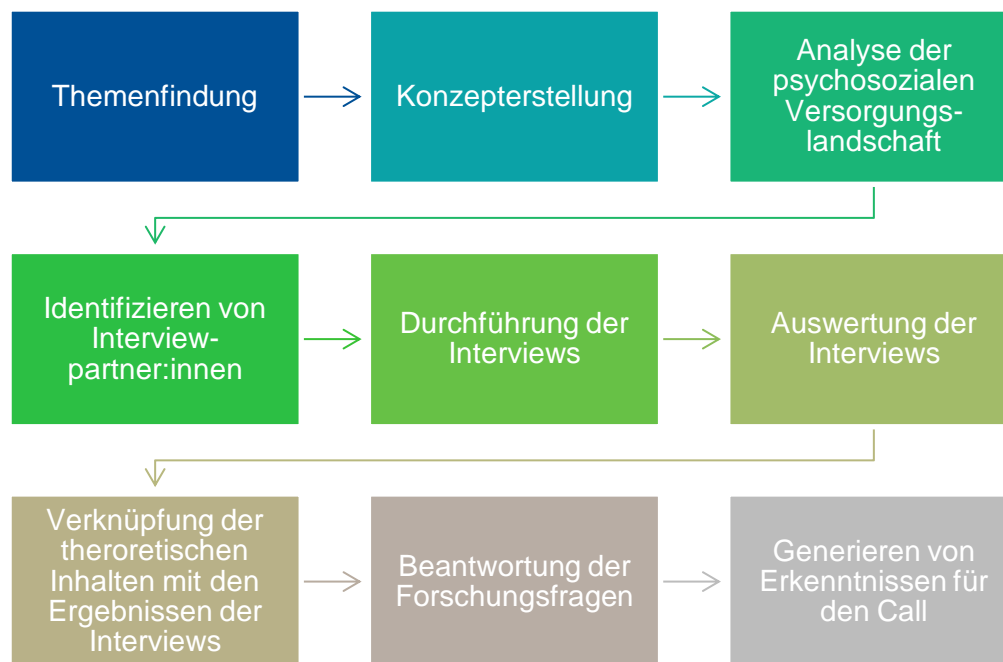 Themenfindung
Konzepterstellung
Analyse der
psychosozialen
Versorgungs-
landschaft
Identifizieren von
Interview-
partner:innen
Durchführung der
Interviews
Auswertung der
Interviews
Verknüpfung der
theroretischen
Inhalten mit den
Ergebnissen der
Interviews
Beantwortung der
Forschungsfragen
Generieren von
Erkenntnissen für
den Call